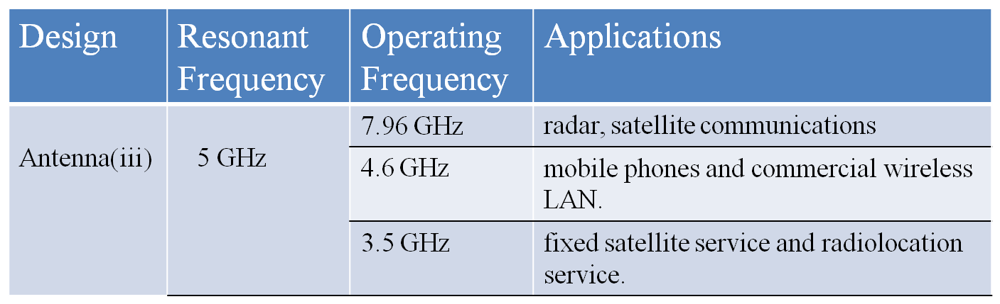 Design
Resonant
Frequency
Operating
Frequency
Applications
Antenna(iii)
5 GHz
7.96 GHz
radar, satellite communications
4.6 GHz
mobile phones and commercial wireless
LAN.
3.5 GHz
fixed satellite service and radiolocation
service.